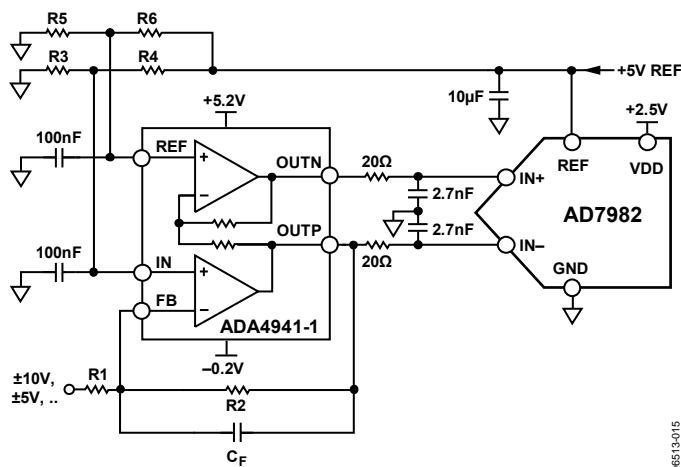 R5
R6
R3
R4
+5V REF
10µF
+5.2V
+2.5V
100nF
REF
OUTN
20Ω
REF
VDD
IN+
2.7nF
AD7982
OUTP
2.7nF
100nF
IN
20Ω
IN–
FB
GND
ADA4941-1
–0.2V
±10V,
±5V, ..
R1
R2
CF
06513-015